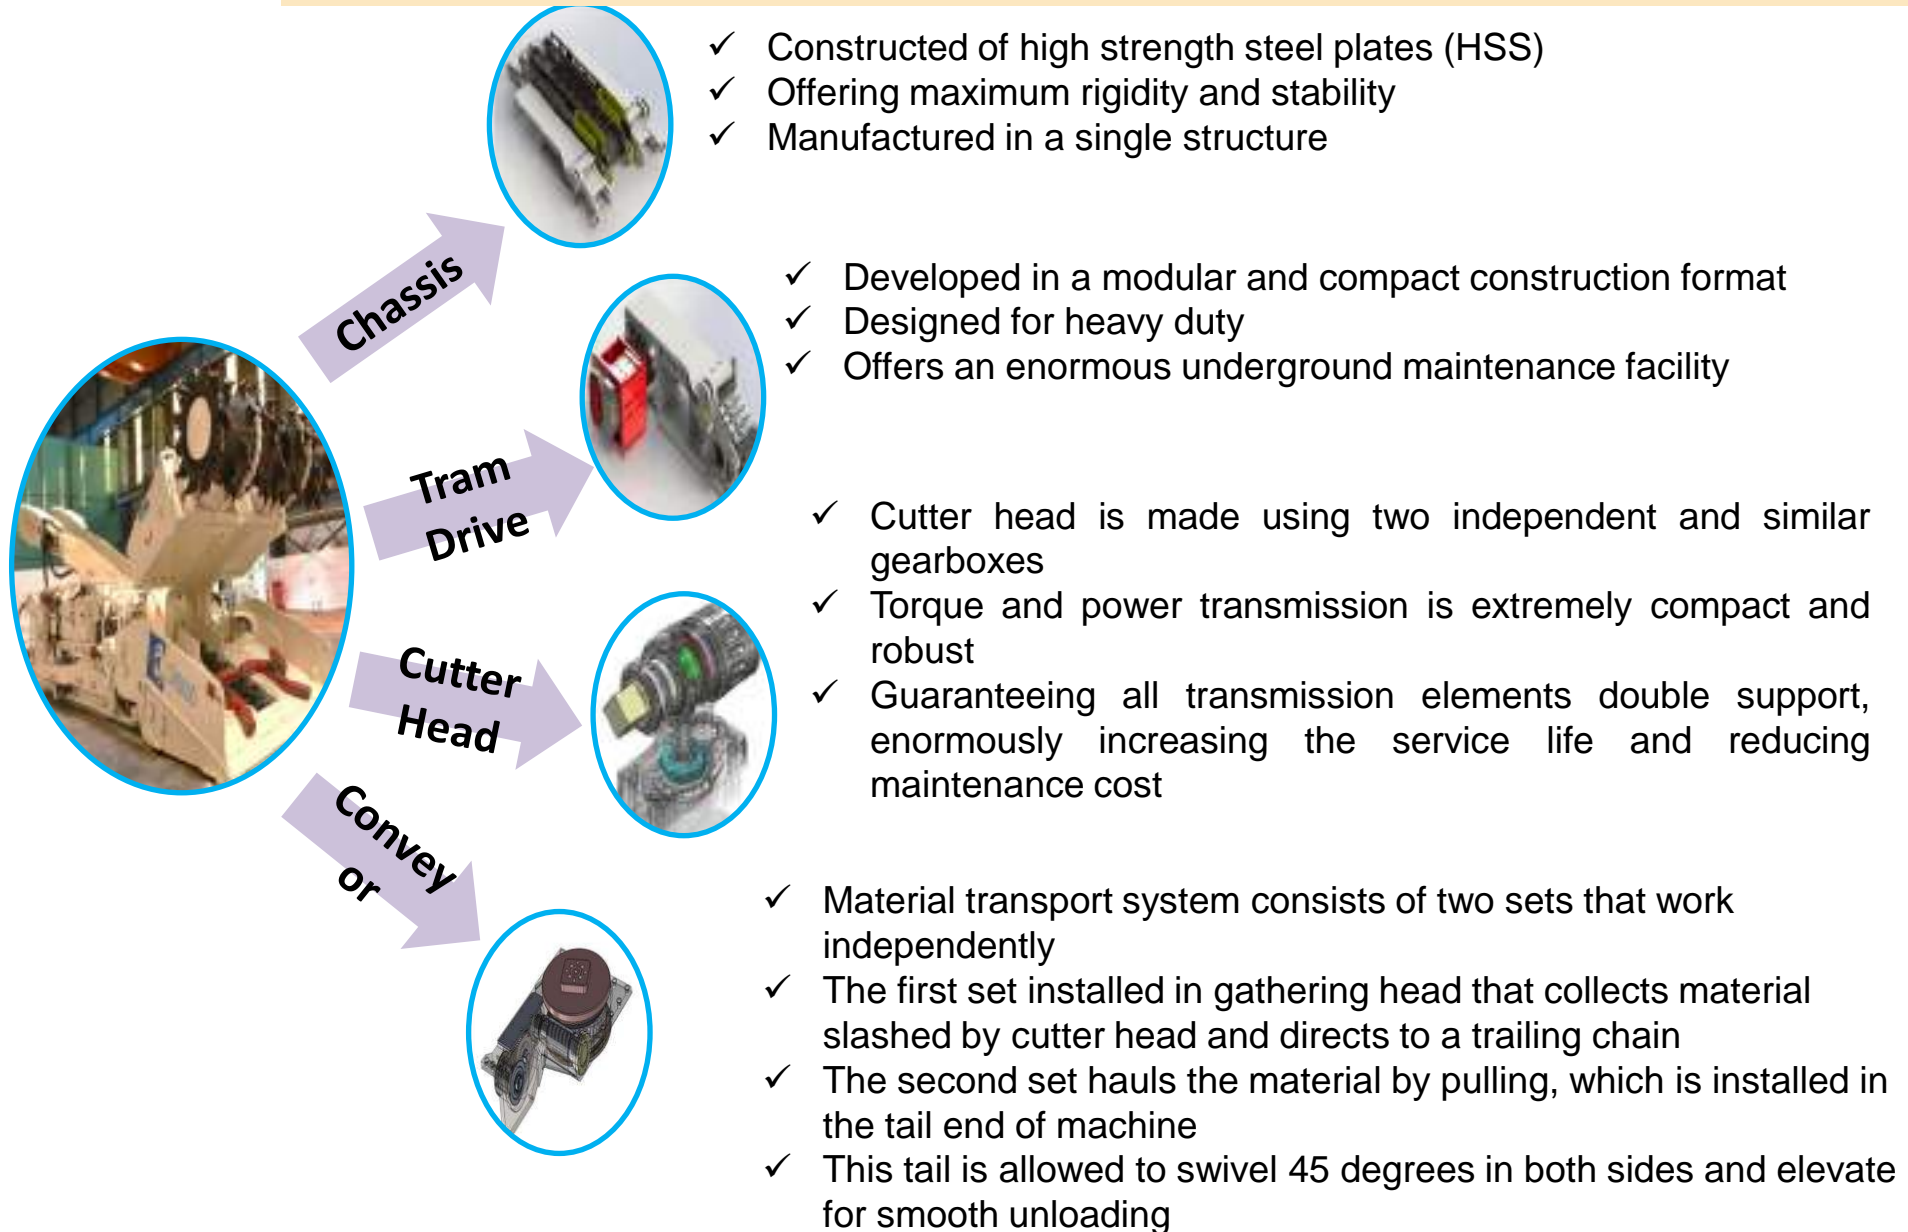 ✓ Constructed of high strength steel plates (HSS)
✓ Offering maximum rigidity and stability
✓ Manufactured in a single structure
Chassis
✓ Developed in a modular and compact construction format
✓ Designed for heavy duty
✓ Offers an enormous underground maintenance facility
Tram
Drive
✓ Cutter head is made using two independent and similar
gearboxes
✓ Torque and power transmission is extremely compact and
robust
✓ Guaranteeing all transmission elements double support,
enormously increasing the service life and reducing
maintenance cost
Cutter
Head
Convey
or
✓ Material transport system consists of two sets that work
independently
✓ The first set installed in gathering head that collects material
slashed by cutter head and directs to a trailing chain
✓ The second set hauls the material by pulling, which is installed in
the tail end of machine
✓ This tail is allowed to swivel 45 degrees in both sides and elevate
for smooth unloading